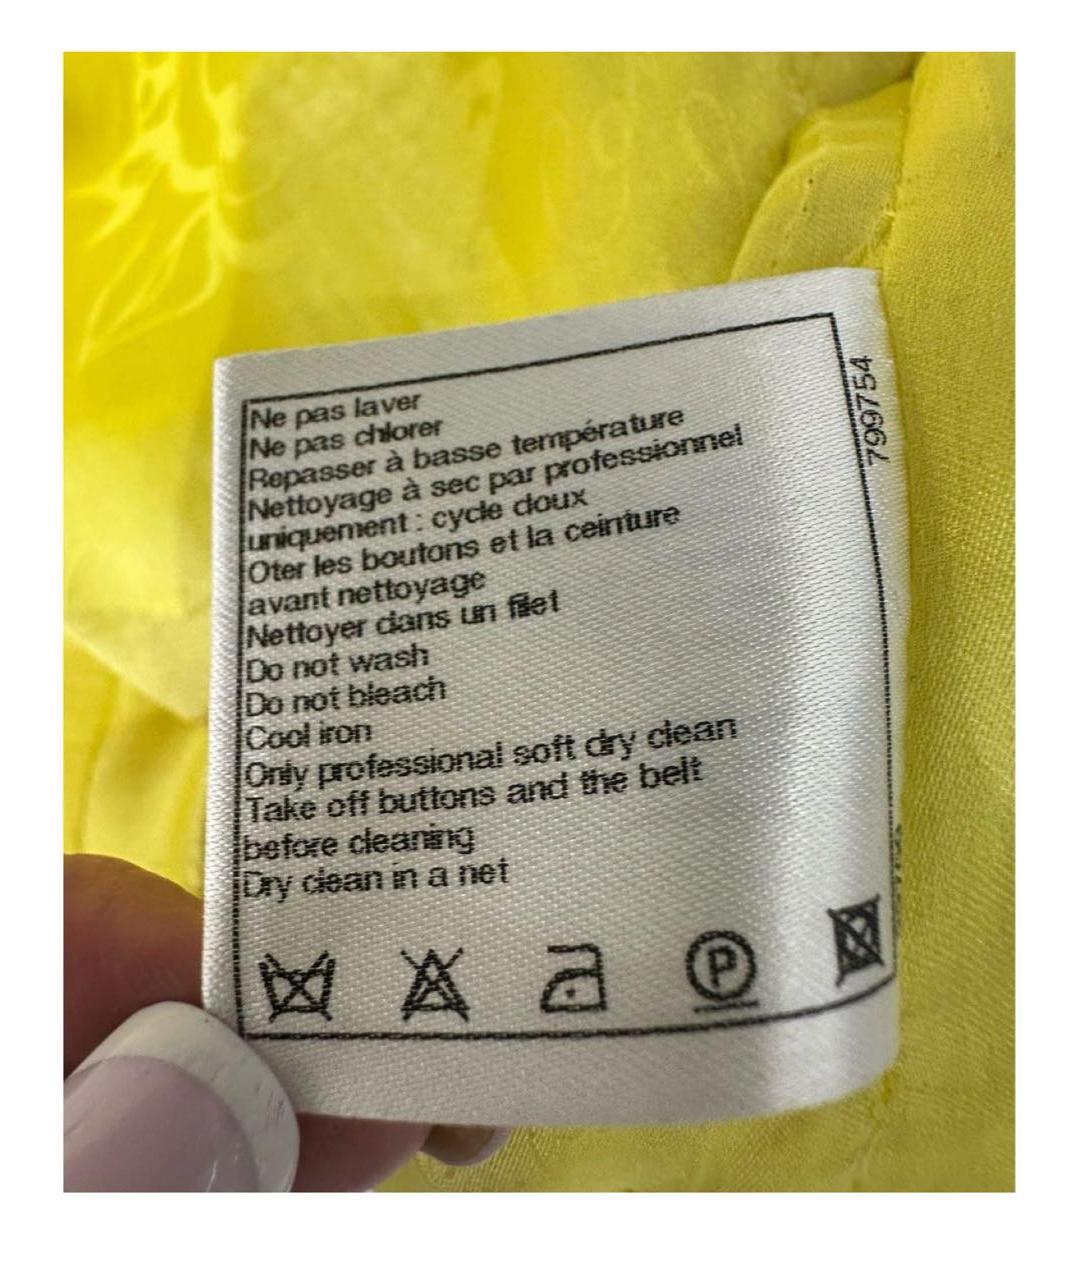 Ne pas laver
Ne pas chlorer
Repasser à basse température
Nettoyage à sec par professionnel
uniquement : cycle doux
Oter les boutons et la ceinture
avant nettoyage
Nettoyer dans un filet
Do not wash
Do not bleach
Cool iron
Only professional soft dry clean
Take off buttons and the belt
before cleaning
Dry clean in a net
P
799754